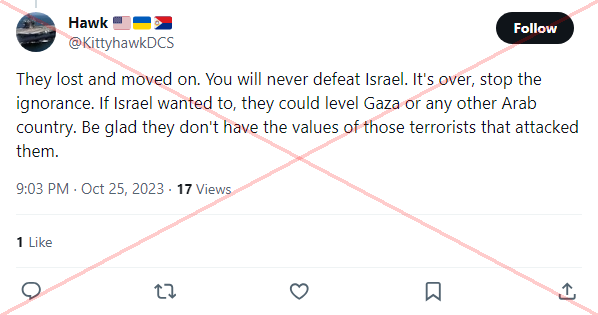 Hawk 🇺🇸🇺🇦🇸🇽
@KittyhawkDCS
Follow
They lost and moved on. You will never defeat Israel. It's over, stop the
ignorance. If Israel wanted to, they could level Gaza or any other Arab
country. Be glad they don't have the values of those terrorists that attacked
them.
9:03 PM · Oct 25, 2023 · 17 Views
1 Like